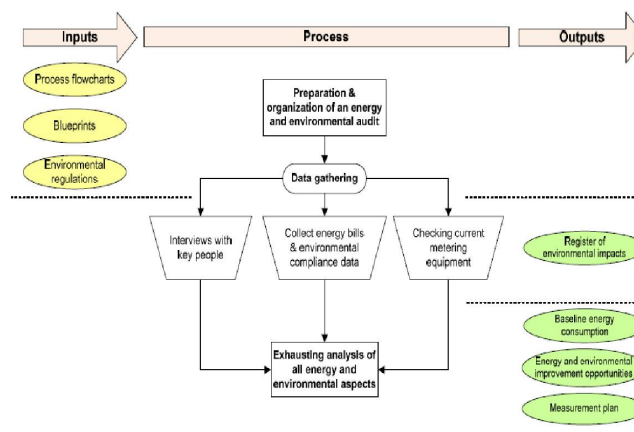 Inputs
Process
Outputs
Process flowcharts
Blueprints
Environmental
regulations
Preparation &
organization of an energy
and environmental audit
Data gathering
Interviews with
key people
Collect energy bills
& environmental
compliance data
Checking current
metering
equipment
Register of
environmental impacts
Exhausting analysis of
all energy and
environmental aspects
Baseline energy
consumption
Energy and environmental
improvement opportunities
Measurement plan